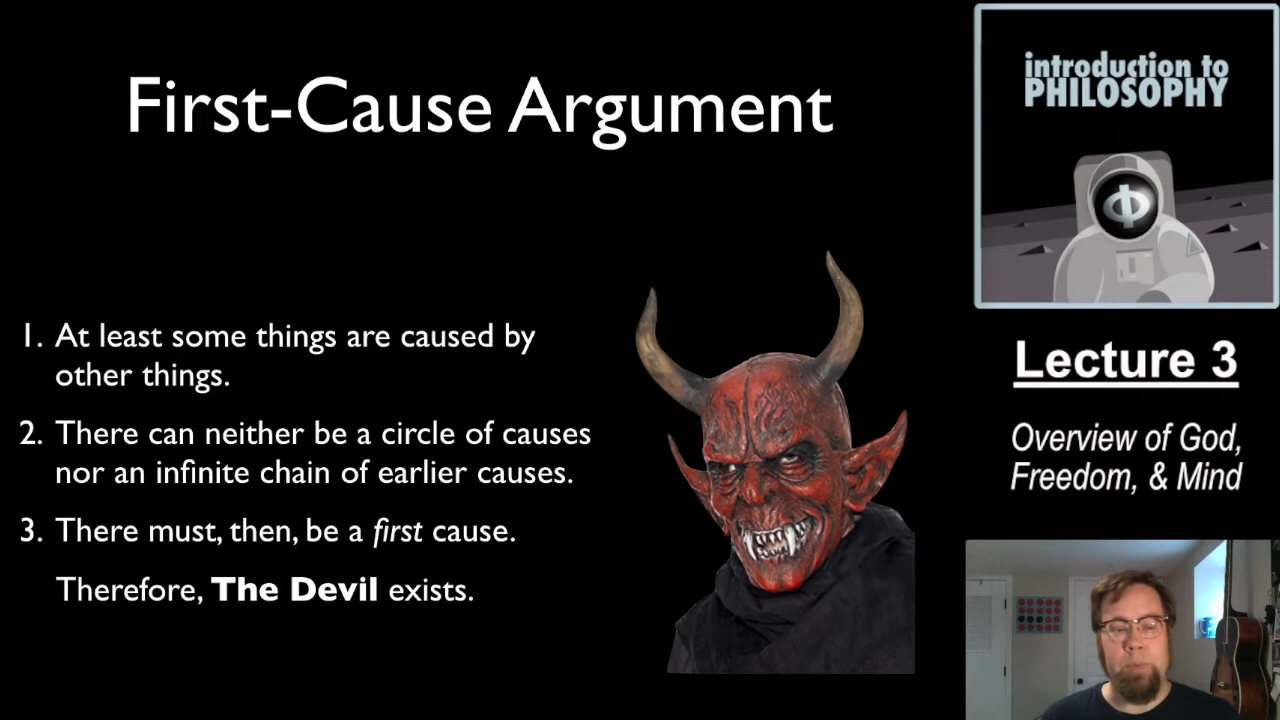 First-Cause Argument
1. At least some things are caused by
other things.
2. There can neither be a circle of causes
nor an infinite chain of earlier causes.
3. There must, then, be a first cause.
Therefore, The Devil exists.
introduction to
PHILOSOPHY
Φ
Lecture 3
Overview of God,
Freedom, & Mind